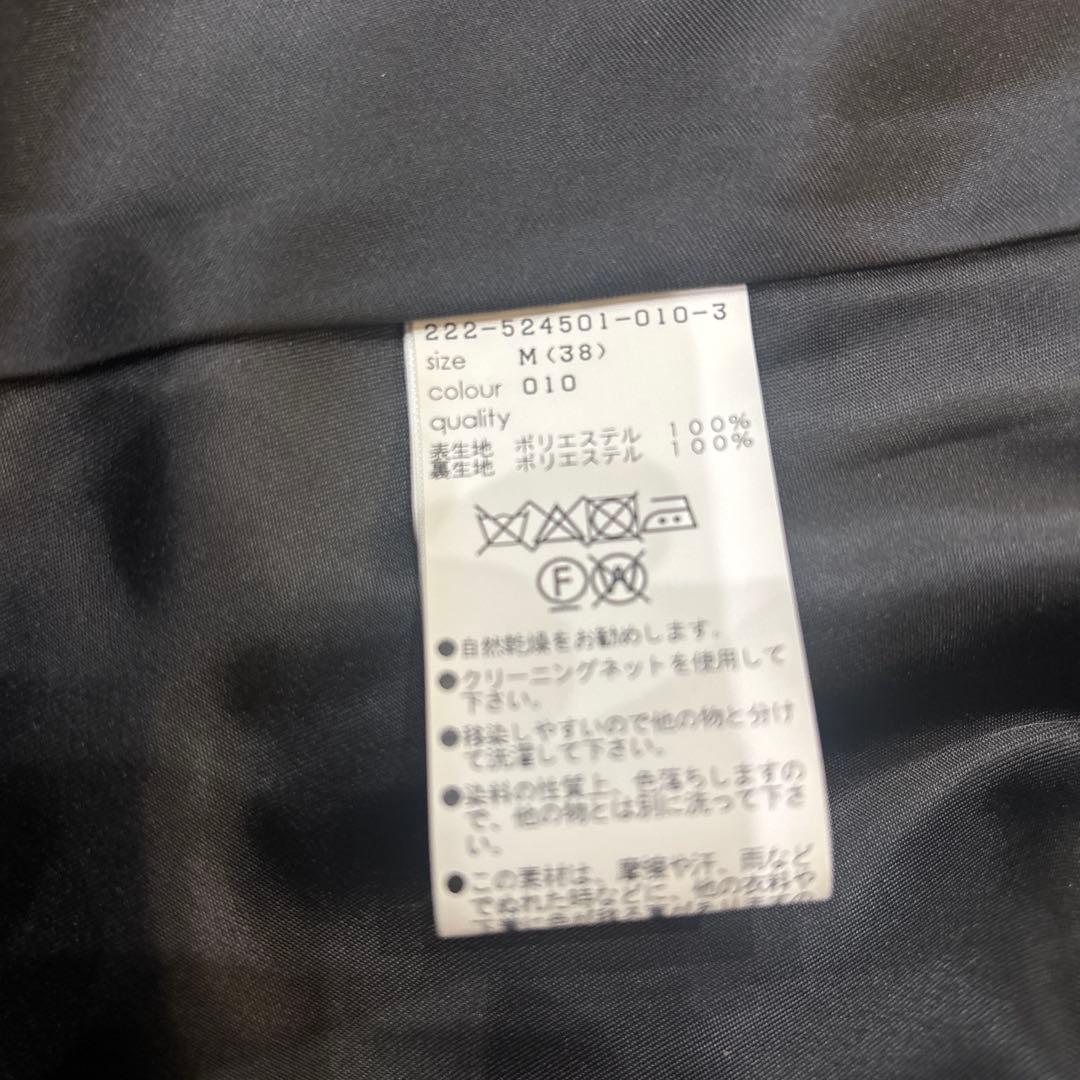 222-524501-010-3
size M(38)
colour 010
quality
表生地 ポリエステル 100%
裏生地 ポリエステル 100%
F W
●自然乾燥をお勧めします.
●クリーニングネットを使用して
下さい。
●移染しやすいので他の物と分け
て洗濯して下さい。
●染料の性質上、色落ちしますの
で、他の物とは別に洗って下さ
い。
●この素材は、摩擦や汗、雨など
でぬれた時などに、他の衣料や